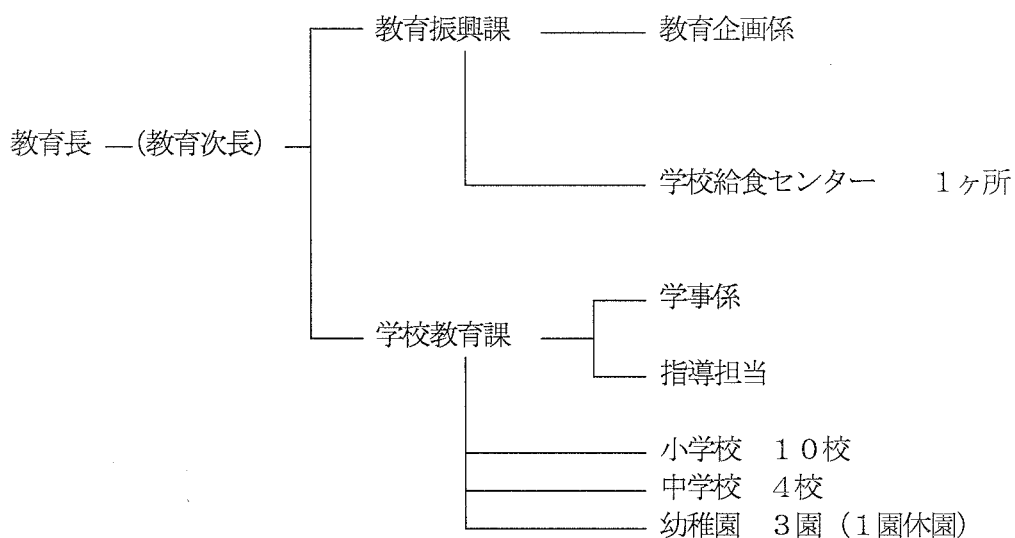 教育振興課
教育企画係
教育長
(教育次長)
学校給食センター　１ヶ所
学校教育課
学事係
指導担当
小学校　１０校
中学校　４校
幼稚園　３園（１園休園）